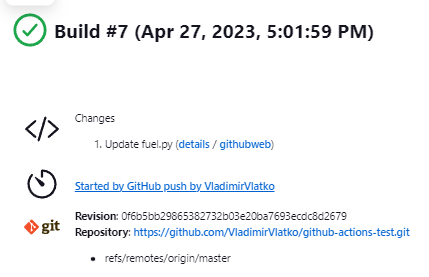 Build #7 (Apr 27, 2023, 5:01:59 PM)
Changes
1. Update fuel.py (details / githubweb)
Started by GitHub push by VladimirVlatko
git
Revision: 0f6b5bb29865382732b03e20ba7693ecdc8d2679
Repository: https://github.com/VladimirVlatko/github-actions-test.git
• refs/remotes/origin/master